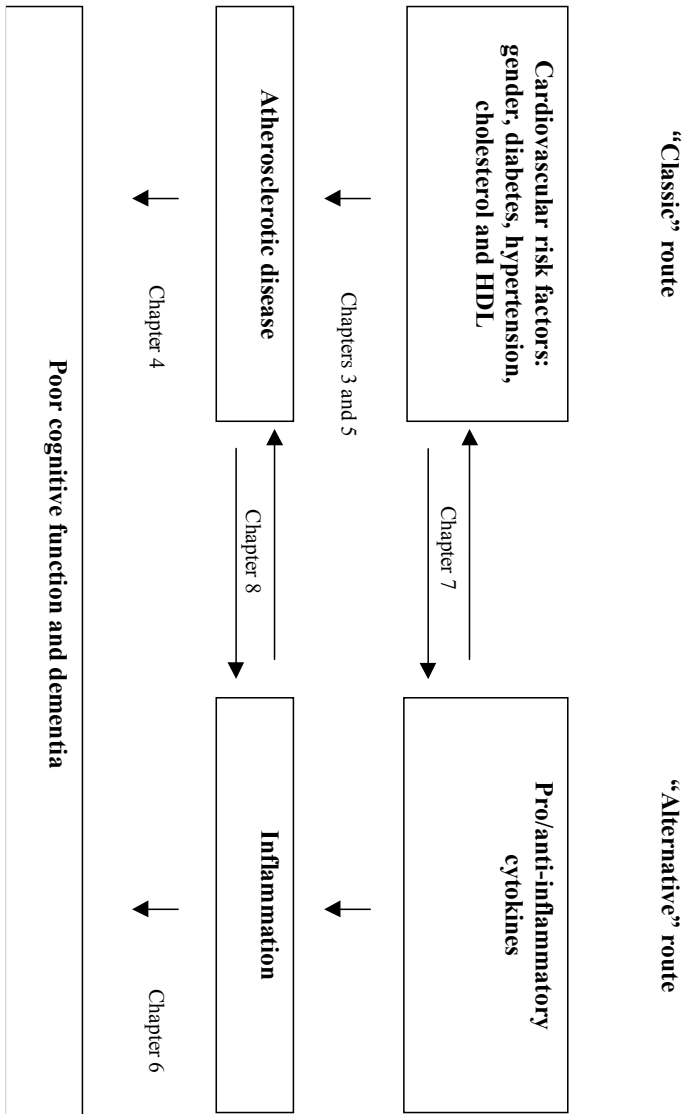 “Classic” route
“Alternative” route
Cardiovascular risk factors:
gender, diabetes, hypertension,
cholesterol and HDL
Chapter 7
Pro/anti-inflammatory
cytokines
Chapters 3 and 5
Atherosclerotic disease
Chapter 8
Inflammation
Chapter 4
Chapter 6
Poor cognitive function and dementia